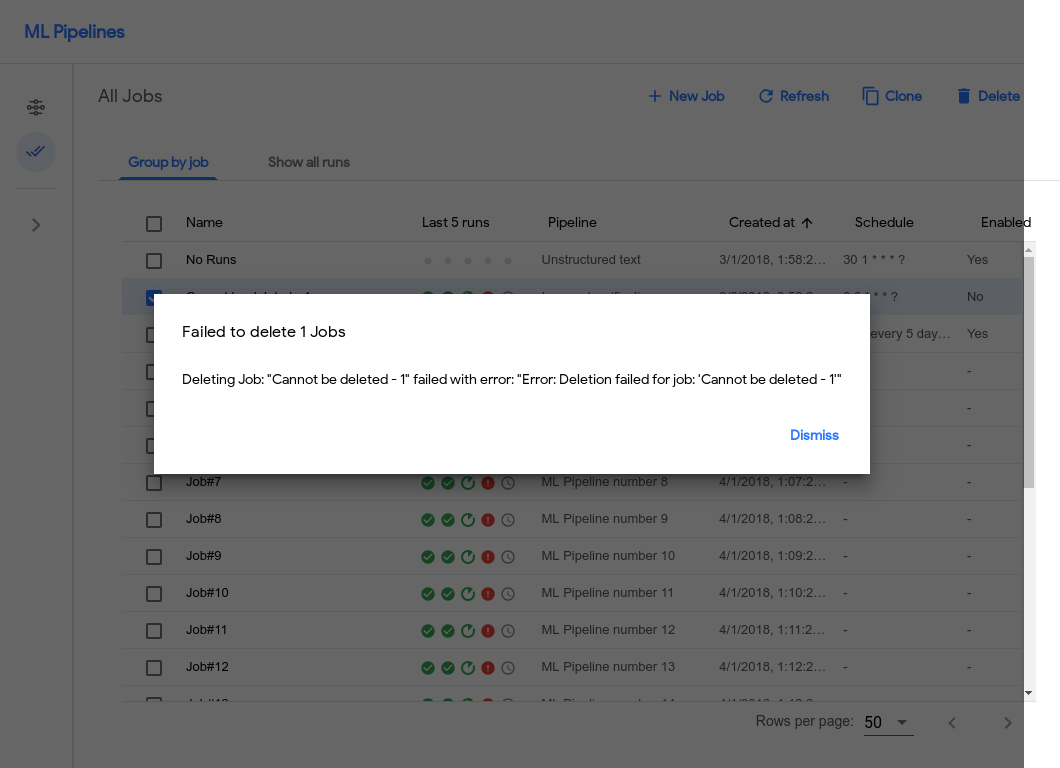 ML Pipelines
All Jobs
New Job
Refresh
Clone
Delete
Group by job
Show all runs
Name Last 5 runs Pipeline Created at Schedule Enabled
No Runs Unstructured text 3/1/2018, 1:58:2... 30 1 * * * ? Yes
* * ? No
every 5 day... Yes
-
-
-
Failed to delete 1 Jobs
Deleting Job: "Cannot be deleted - 1" failed with error: "Error: Deletion failed for job: 'Cannot be deleted - 1'"
Dismiss
Job#7 ML Pipeline number 8 4/1/2018, 1:07:2... - -
Job#8 ML Pipeline number 9 4/1/2018, 1:08:2... - -
Job#9 ML Pipeline number 10 4/1/2018, 1:09:2... - -
Job#10 ML Pipeline number 11 4/1/2018, 1:10:2... - -
Job#11 ML Pipeline number 12 4/1/2018, 1:11:2... - -
Job#12 ML Pipeline number 13 4/1/2018, 1:12:2... - -
Rows per page: 50